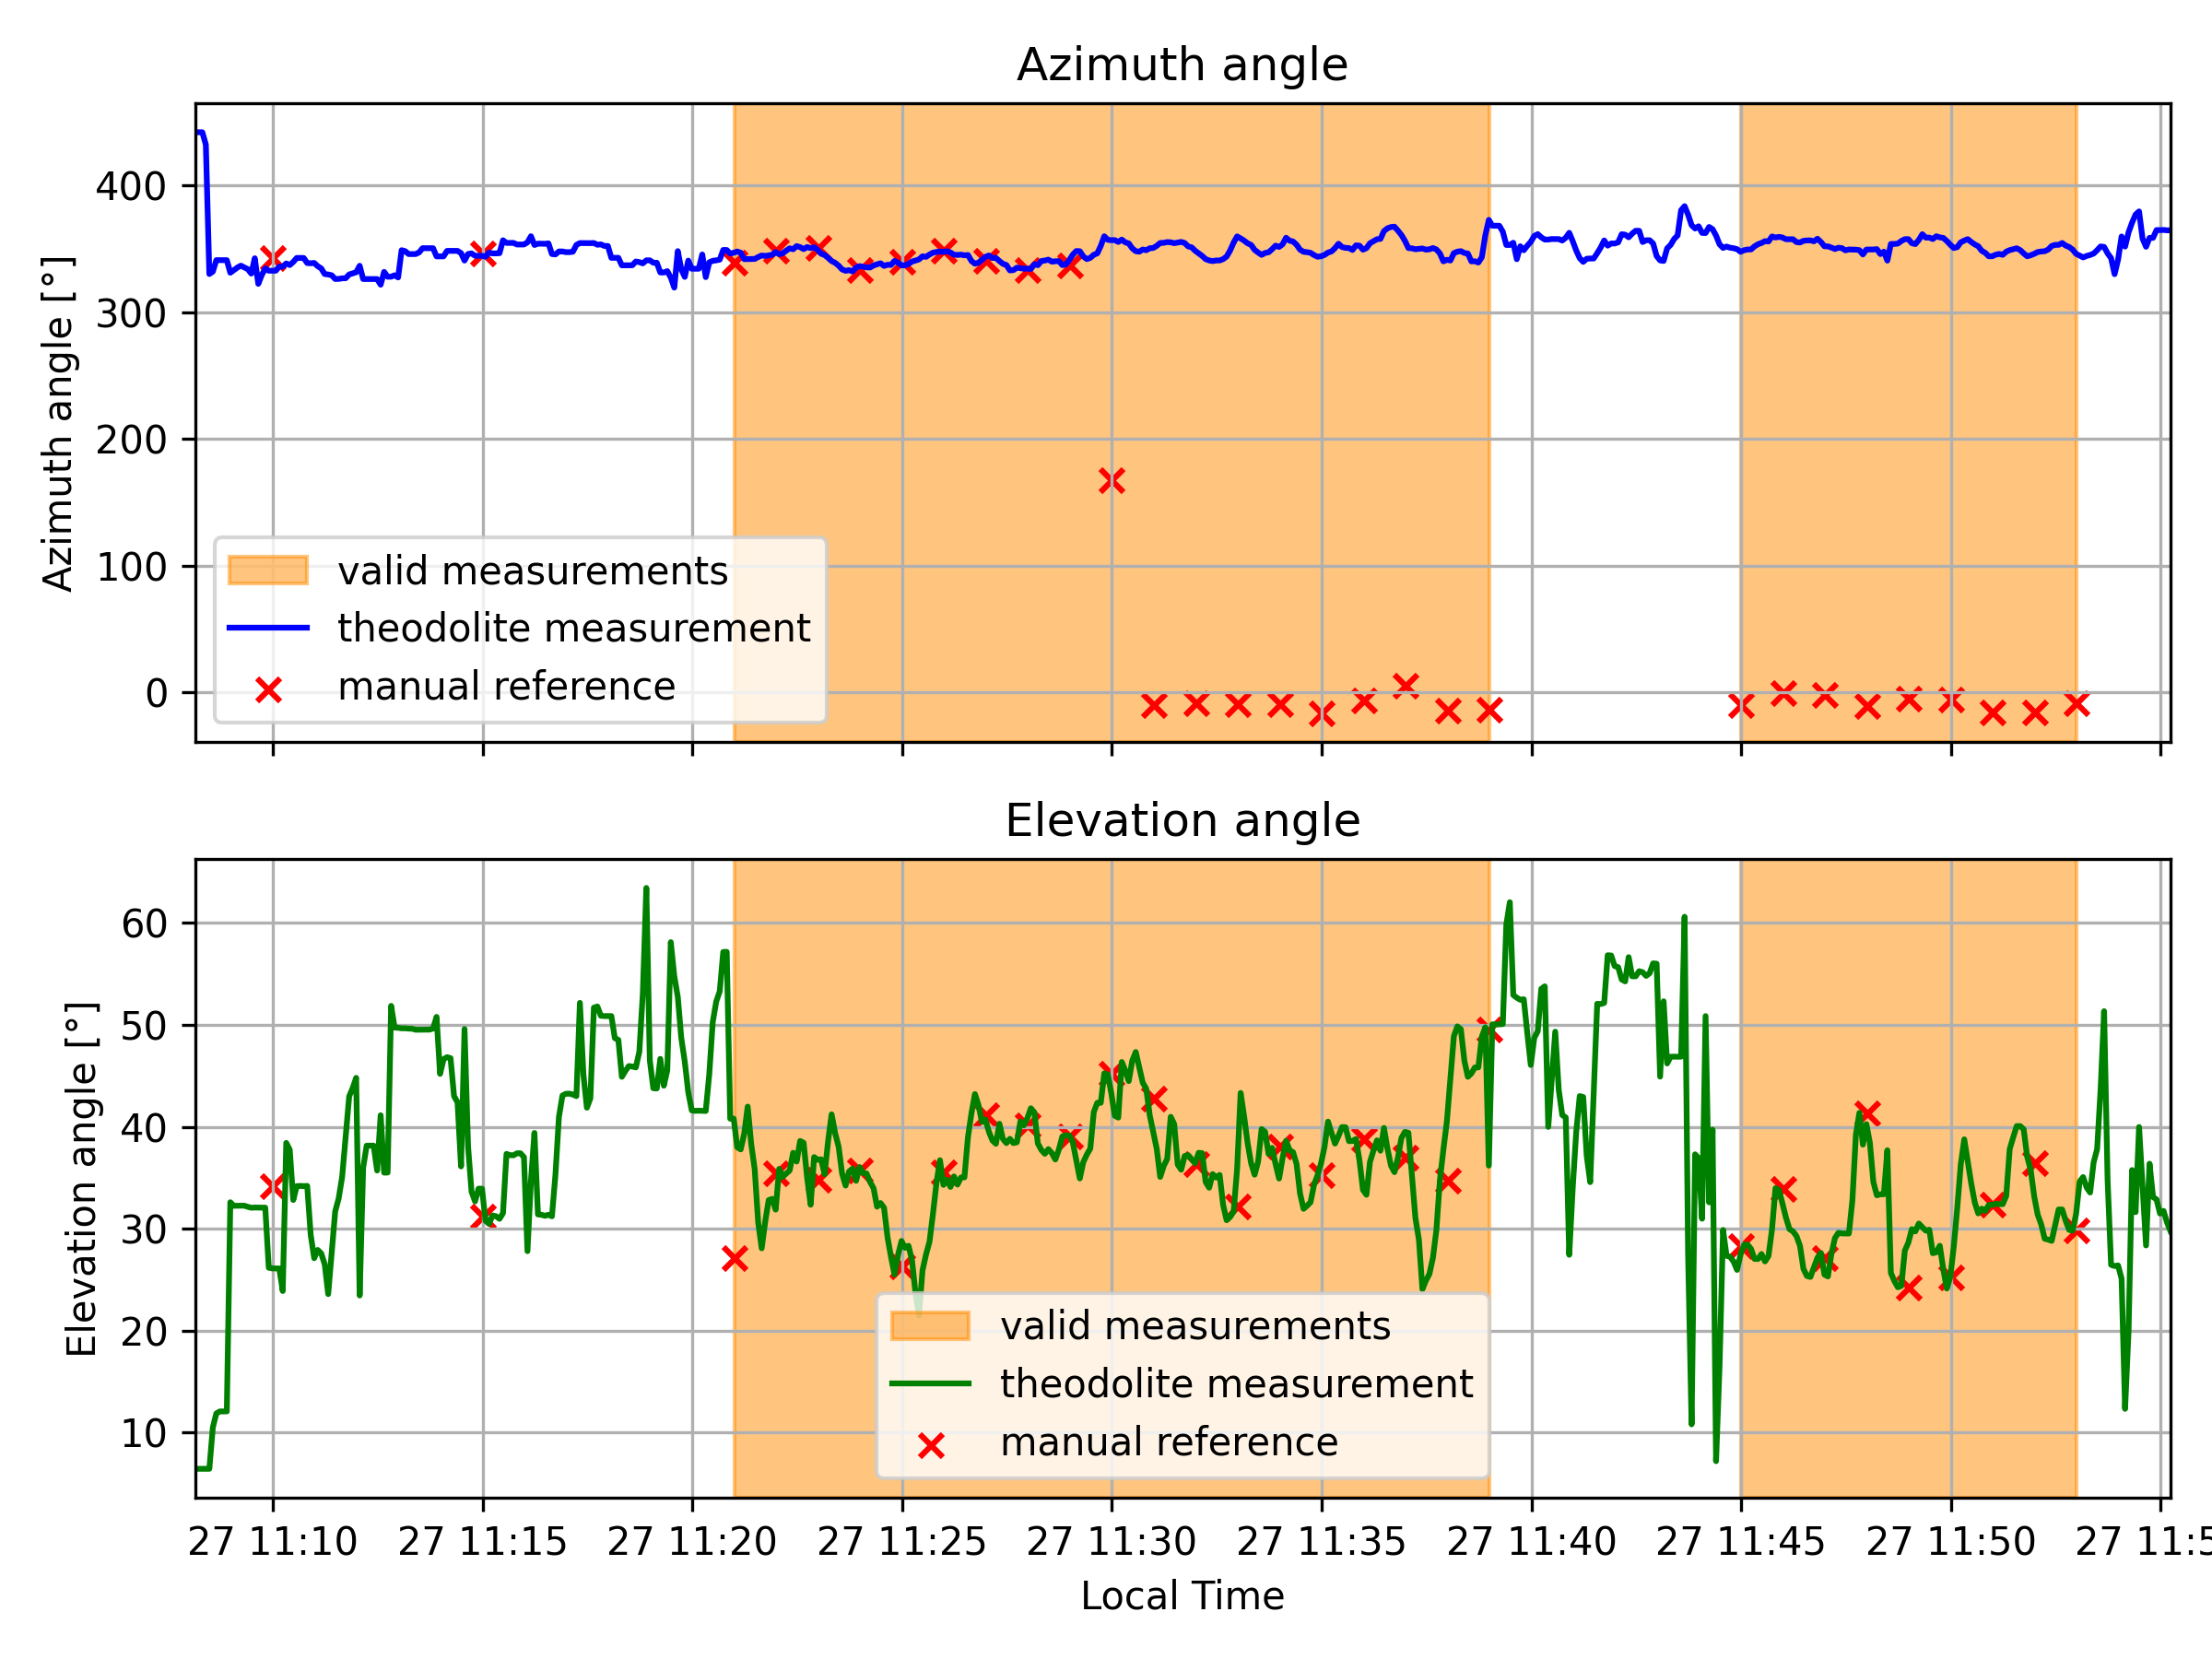 Azimuth angle
Azimuth angle [°]
400
300
200
100
0
valid measurements
theodolite measurement
manual reference
Elevation angle
Elevation angle [°]
60
50
40
30
20
10
valid measurements
theodolite measurement
manual reference
27 11:10 27 11:15 27 11:20 27 11:25 27 11:30 27 11:35 27 11:40 27 11:45 27 11:50 27 11:5
Local Time